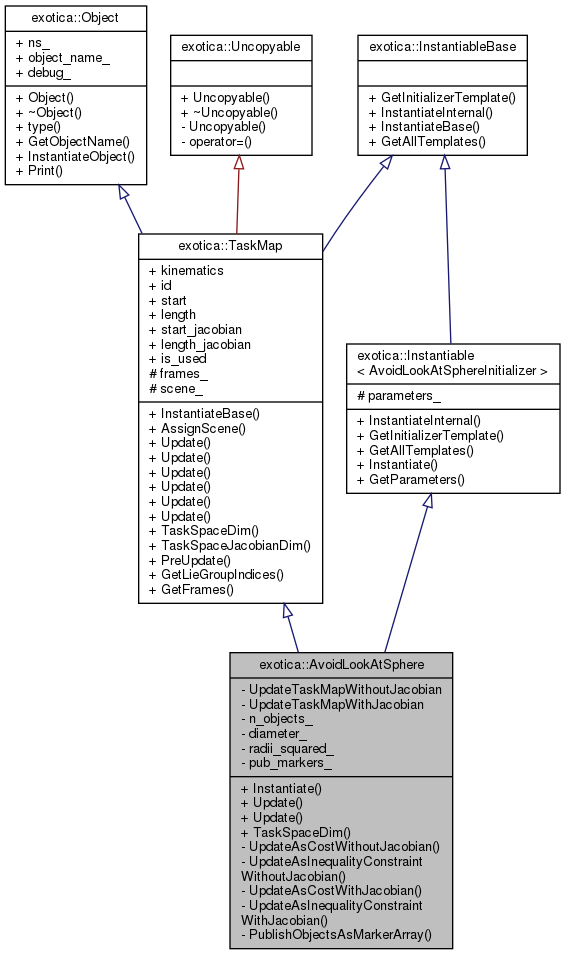 exotica::Object
+ ns_
+ object_name_
+ debug_
+ Object()
+ ~Object()
+ type()
+ GetObjectName()
+ InstantiateObject()
+ Print()
exotica::Uncopyable
+ Uncopyable()
+ ~Uncopyable()
- Uncopyable()
- operator=()
exotica::InstantiableBase
+ GetInitializerTemplate()
+ InstantiateInternal()
+ InstantiateBase()
+ GetAllTemplates()
exotica::TaskMap
+ kinematics
+ id
+ start
+ length
+ start_jacobian
+ length_jacobian
+ is_used
# frames_
# scene_
+ InstantiateBase()
+ AssignScene()
+ Update()
+ Update()
+ Update()
+ Update()
+ Update()
+ Update()
+ TaskSpaceDim()
+ TaskSpaceJacobianDim()
+ PreUpdate()
+ GetLieGroupIndices()
+ GetFrames()
exotica::Instantiable
< AvoidLookAtSphereInitializer >
# parameters_
+ InstantiateInternal()
+ GetInitializerTemplate()
+ GetAllTemplates()
+ Instantiate()
+ GetParameters()
exotica::AvoidLookAtSphere
- UpdateTaskMapWithoutJacobian
- UpdateTaskMapWithJacobian
- n_objects_
- diameter_
- radii_squared_
- pub_markers_
+ Instantiate()
+ Update()
+ Update()
+ TaskSpaceDim()
- UpdateAsCostWithoutJacobian()
- UpdateAsInequalityConstraint
WithoutJacobian()
- UpdateAsCostWithJacobian()
- UpdateAsInequalityConstraint
WithJacobian()
- PublishObjectsAsMarkerArray()